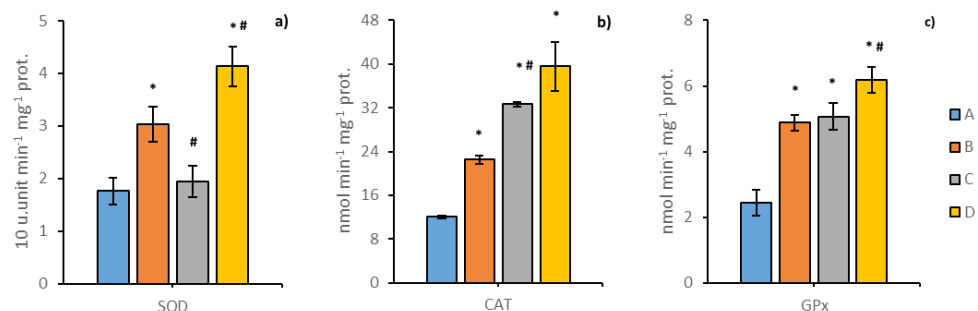 a)
10 u.unit min-1 mg-1 prot.
5
4
3
2
1
0
*
#
* #
SOD
b)
nmol min-1 mg-1 prot.
48
40
32
24
16
8
0
*
* #
*
CAT
c)
nmol min-1 mg-1 prot.
8
6
4
2
0
*
*
* #
GPx
A
B
C
D